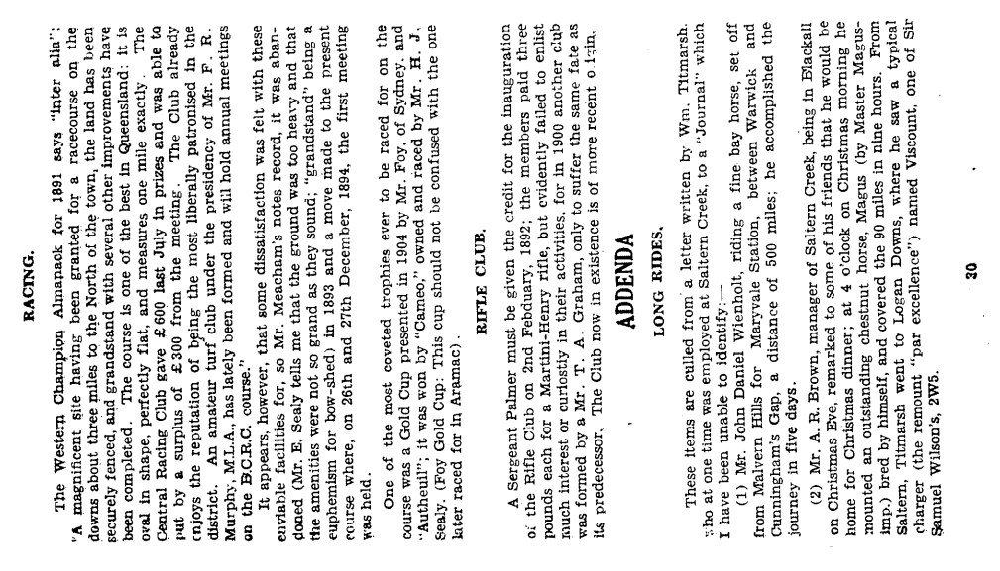 RACING.
The Western Champion Almanack for 1891 says "inter alia":
"A magnificent site having been granted for a racecourse on the
downs about three miles to the North of the town, the land has been
securely fenced, and grandstand with several other improvements have
been completed. The course is one of the best in Queensland: it is
oval in shape, perfectly flat, and measures one mile exactly. The
Central Racing Club gave £600 last July in prizes and was able to
put by a surplus of £300 from the meeting. The Club already
enjoys the reputation of being the most liberally patronised in the
district. An amateur turf club under the presidency of Mr. F. R.
Murphy, M.L.A., has lately been formed and will hold annual meetings
on the B.C.R.C. course."
It appears, however, that some dissatisfaction was felt with these
enviable facilities for, so Mr. Meacham's notes record, it was aban-
doned (Mr. E. Sealy tells me that the ground was too heavy and that
the amenities were not so grand as they sound; "grandstand" being a
euphemism for bow-shed) in 1893 and a move made to the present
course where, on 26th and 27th December, 1894, the first meeting
was held.
One of the most coveted trophies ever to be raced for on the
course was a Gold Cup presented in 1904 by Mr. Foy, of Sydney, and
"Autheuil"; it was won by "Cameo," owned and raced by Mr. H. J.
Sealy. (Foy Gold Cup: This cup should not be confused with the one
later raced for in Aramac).
RIFLE CLUB.
A Sergeant Palmer must be given the credit for the inauguration
of the Rifle Club on 2nd Febduary, 1892; the members paid three
pounds each for a Martini-Henry rifle, but evidently failed to enlist
much interest or curiostly in their activities, for in 1900 another club
was formed by a Mr. T. A. Graham, only to suffer the same fate as
its predecessor. The Club now in existence is of more recent origin.
ADDENDA
LONG RIDES.
These items are culled from a letter written by Wm. Titmarsh.
who at one time was employed at Saltern Creek, to a "Journal" which
I have been unable to identify:—
(1) Mr. John Daniel Wienholt, riding a fine bay horse, set off
from Malvern Hills for Maryvale Station, between Warwick and
Cunningham's Gap, a distance of 500 miles; he accomplished the
journey in five days.
(2) Mr. A. R. Brown, manager of Saltern Creek, being in Blackall
on Christmas Eve, remarked to some of his friends that he would be
home for Christmas dinner; at 4 o'clock on Christmas morning he
mounted an outstanding chestnut horse, Magus (by Master Magus-
imp.) bred by himself, and covered the 90 miles in nine hours. From
Saltern, Titmarsh went to Logan Downs, where he saw a typical
charger (the remount "par excellence") named Viscount, one of Sir
Samuel Wilson's, 2W5.
30